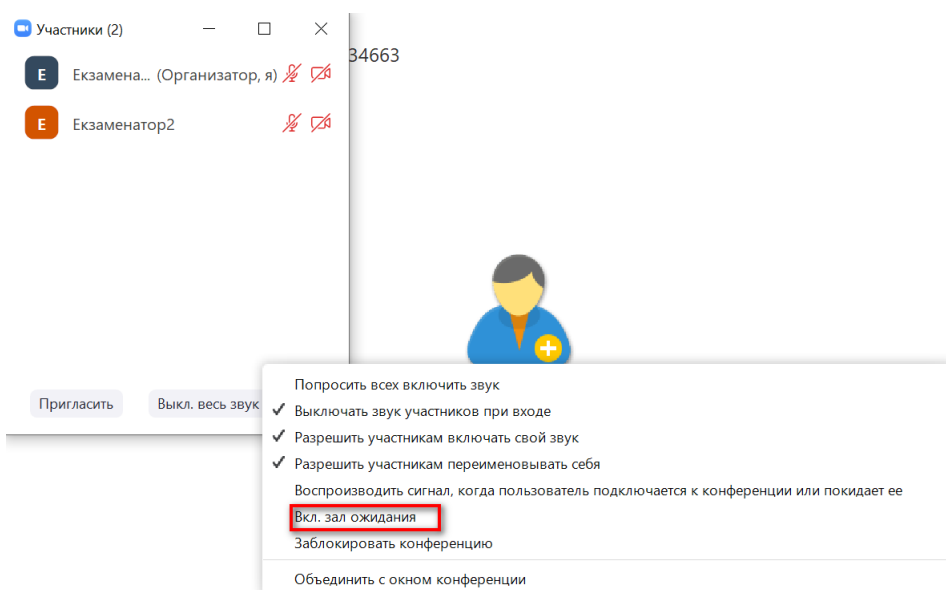 Участники (2)
34663
E Екзамена... (Организатор, я)
E Екзаменатор2
Пригласить Выкл. весь звук
Попросить всех включить звук
Выключать звук участников при входе
Разрешить участникам включать свой звук
Разрешить участникам переименовывать себя
Воспроизводить сигнал, когда пользователь подключается к конференции или покидает ее
Вкл. зал ожидания
Заблокировать конференцию
Объединить с окном конференции